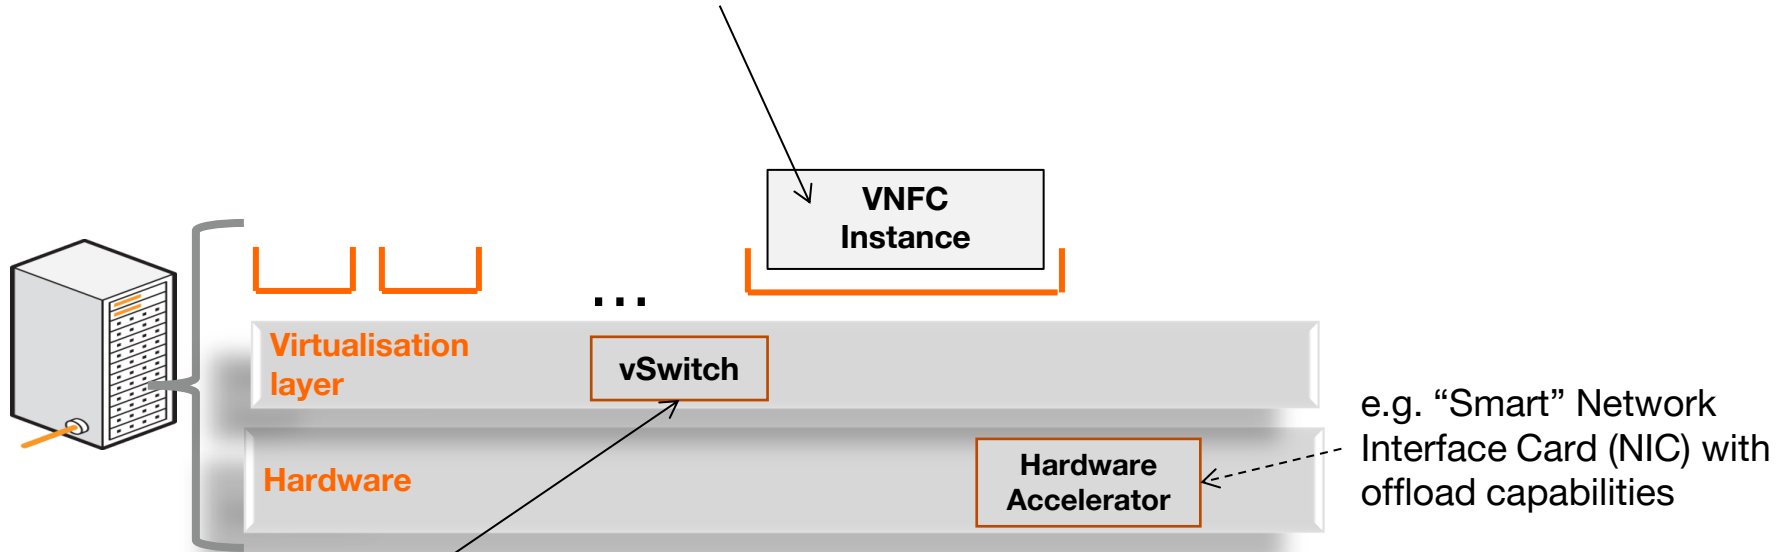 VNFC
Instance
...
Virtualisation
layer
vSwitch
Hardware
Hardware
Accelerator
e.g. “Smart” Network
Interface Card (NIC) with
offload capabilities